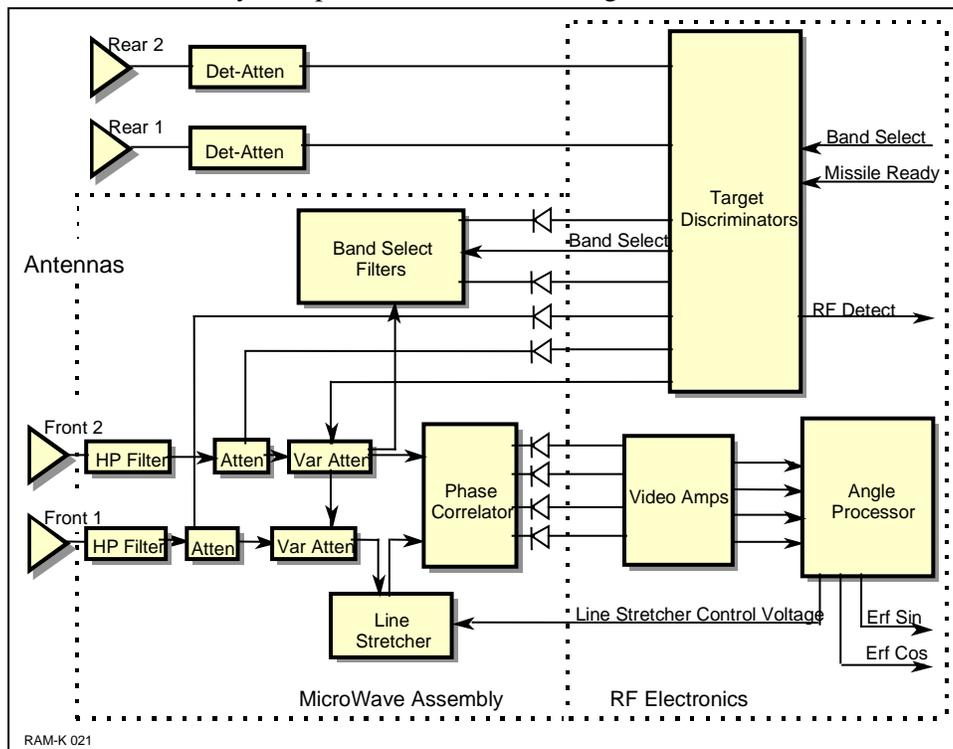 Rear 2
Det-Atten
Rear 1
Det-Atten
Band Select
Missile Ready
Target
Discriminators
Band Select
Filters
Band Select
Antennas
RF Detect
Front 2
HP Filter
Atten
Var Atten
Phase
Correlator
Video Amps
Angle
Processor
Front 1
HP Filter
Atten
Var Atten
Line
Stretcher
Line Stretcher Control Voltage
Erf Sin
Erf Cos
MicroWave Assembly
RF Electronics
RAM-K 021